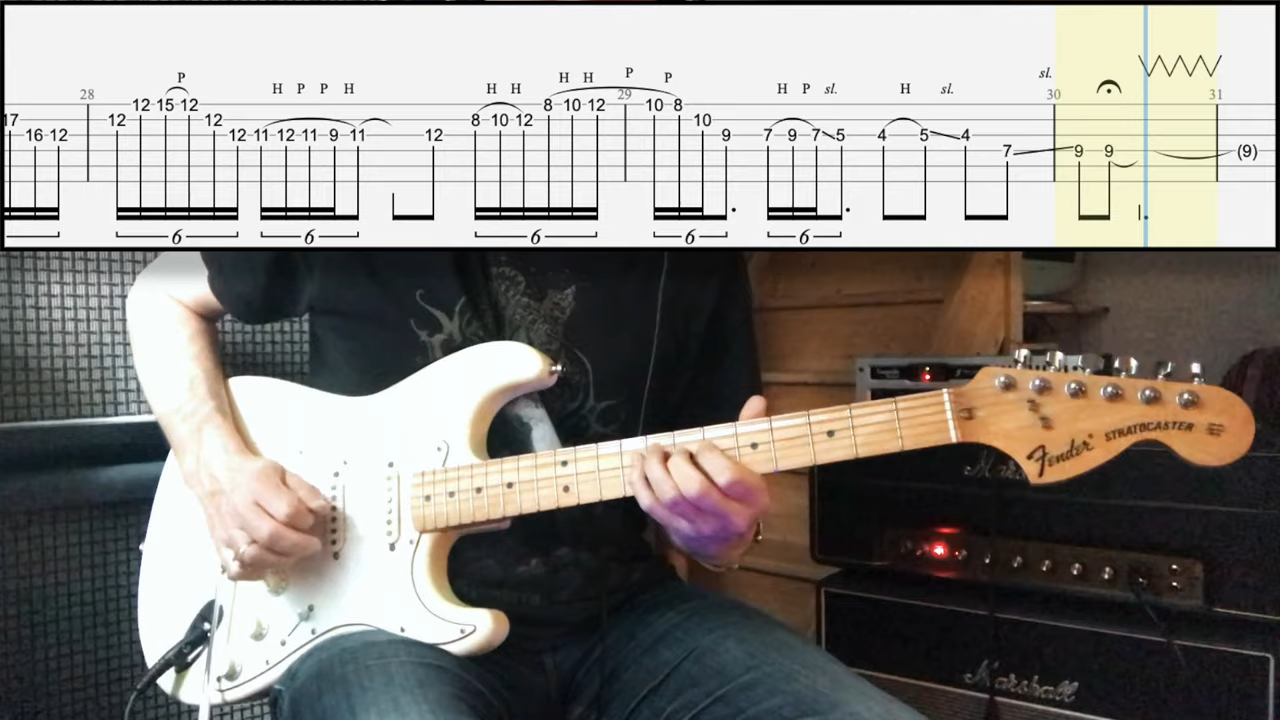 P H P P H H H H H P P H P sl. H sl. sl.
28 29 30 31
12 15 12 8 10 12 10 8
17 12 12 8 10 12 10
16 12 12 11 12 11 9 11 12 9 7 9 7 5 4 5 4
7 9 9 (9)
6 6 6 6 6
Fender STRATOCASTER
Marshall